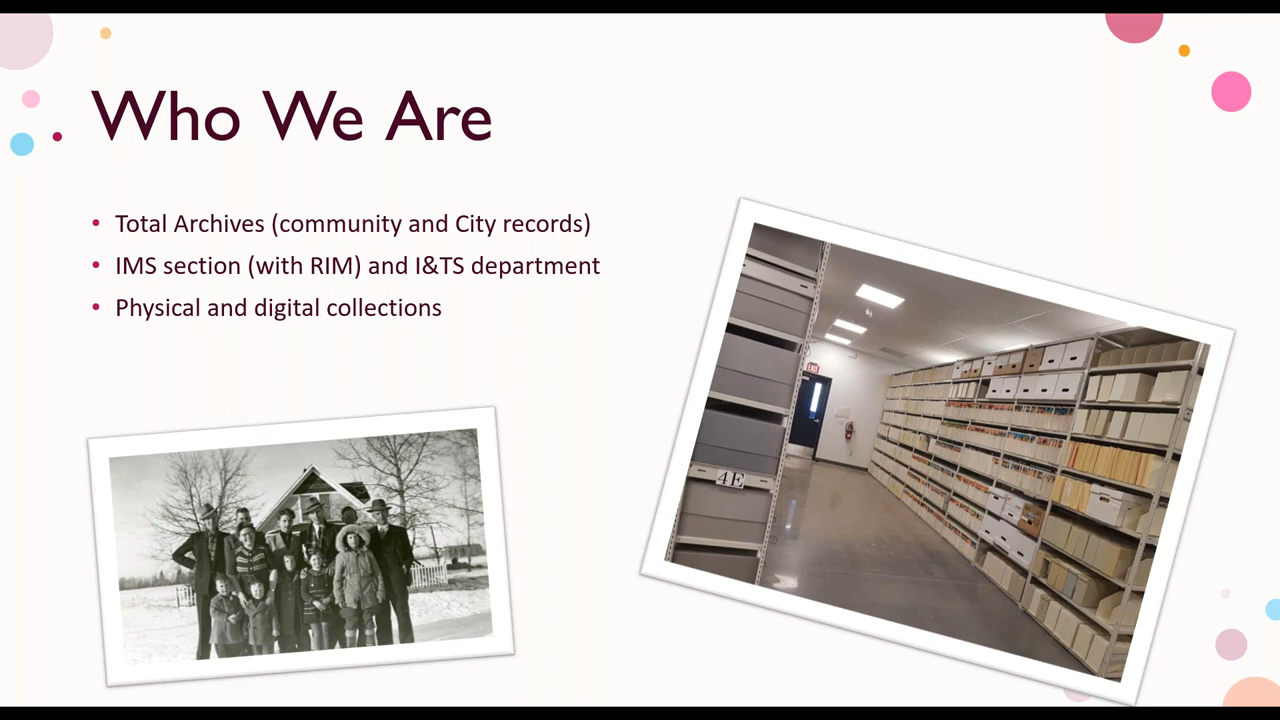 Who We Are
• Total Archives (community and City records)
• IMS section (with RIM) and I&TS department
• Physical and digital collections
EXIT
4E